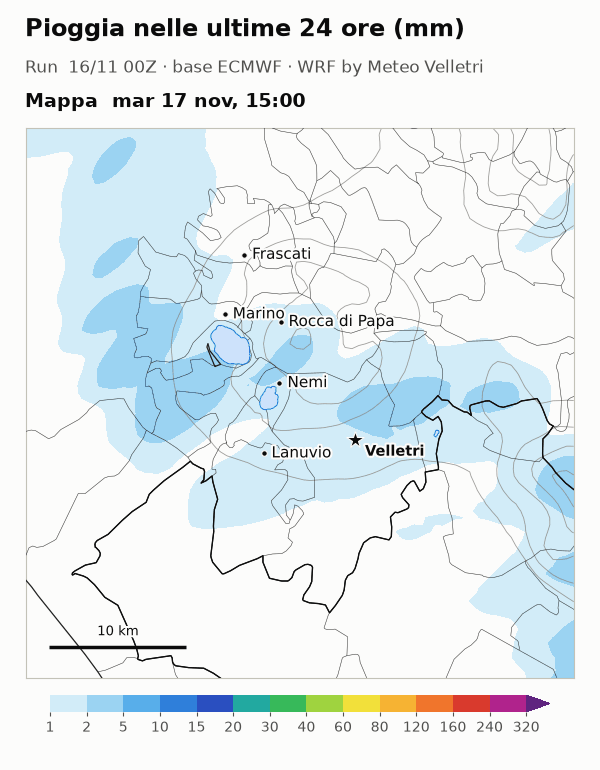 Pioggia nelle ultime 24 ore (mm)
Run  16/11 00Z · base ECMWF · WRF by Meteo Velletri
Mappa  mar 17 nov, 15:00
Frascati
Marino
Rocca di Papa
Nemi
Velletri
Lanuvio
10 km
1 2 5 10 15 20 30 40 60 80 120 160 240 320